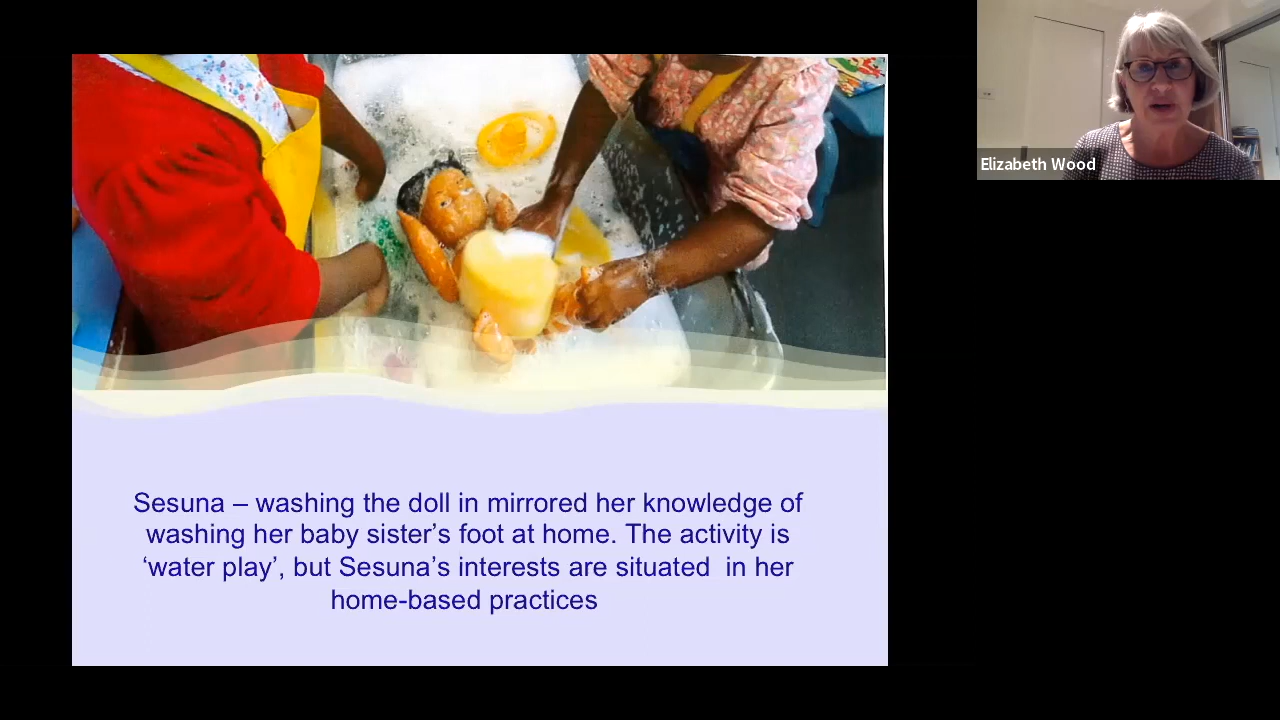 Elizabeth Wood
Sesuna – washing the doll in mirrored her knowledge of
washing her baby sister’s foot at home. The activity is
‘water play’, but Sesuna’s interests are situated  in her
home-based practices